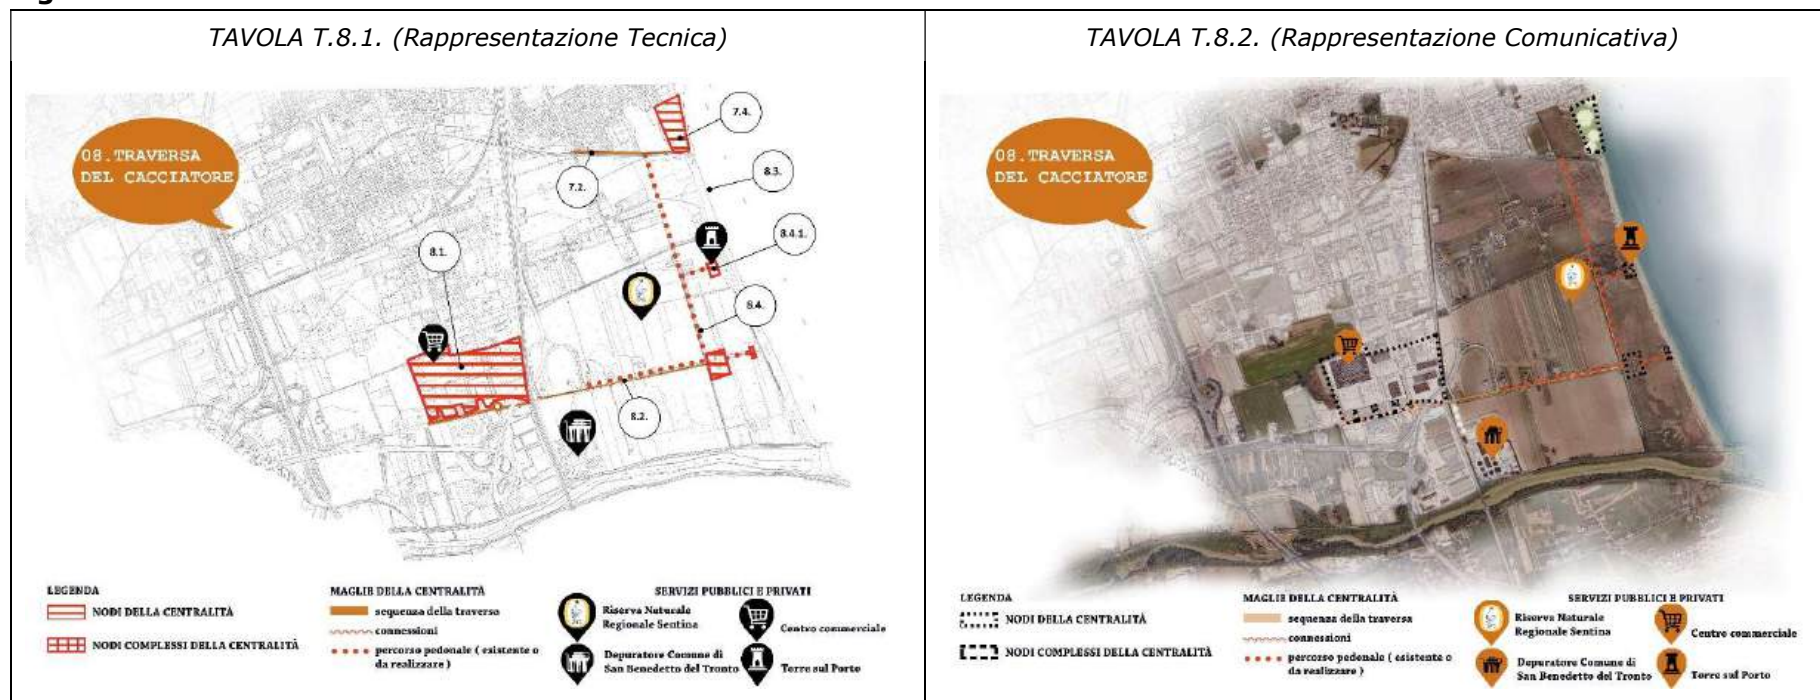 TAVOLA T.8.1. (Rappresentazione Tecnica)
08.TRAVERSA
DEL CACCIATORE
7.4.
7.2.
8.3.
8.4.1.
8.1.
8.4.
8.2.
LEGENDA
NODI DELLA CENTRALITÀ
NODI COMPLESSI DELLA CENTRALITÀ
MAGLIE DELLA CENTRALITÀ
sequenza della traverso
connessioni
percorso pedonale ( esistente o
da realizzare )
SERVIZI PUBBLICI E PRIVATI
Riserva Naturale
Regionale Sentina
Centro commerciale
Depuratore Comune di
San Benedetto del Tronto
Torre sul Porto
TAVOLA T.8.2. (Rappresentazione Comunicativa)
08.TRAVERSA
DEL CACCIATORE
LEGENDA
NODI DELLA CENTRALITÀ
NODI COMPLESSI DELLA CENTRALITÀ
MAGLIE DELLA CENTRALITÀ
sequenza della traversa
connessioni
percorso pedonale ( esistente o
da realizzare )
SERVIZI PUBBLICI E PRIVATI
Riserva Naturale
Regionale Sentina
Centro commerciale
Depuratore Comune di
San Benedetto del Tronto
Torre sul Porto